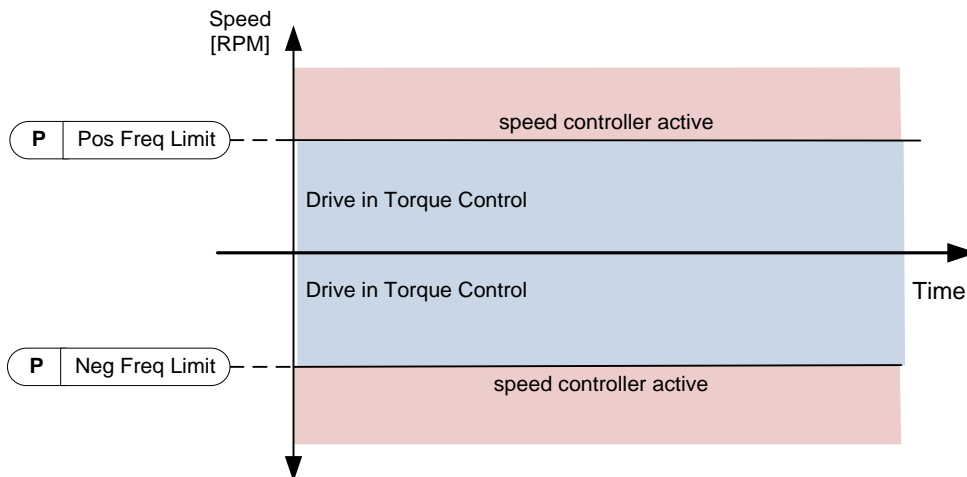 Speed
[RPM]
speed controller active
P Pos Freq Limit
Drive in Torque Control
Drive in Torque Control
Time
P Neg Freq Limit
speed controller active